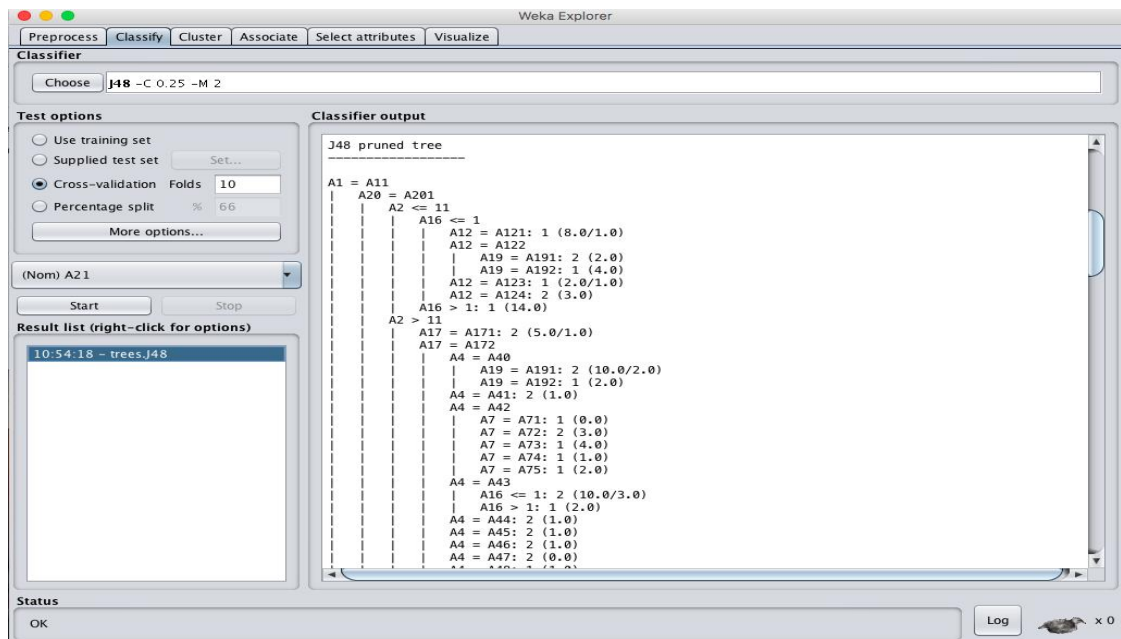 Weka Explorer
Preprocess Classify Cluster Associate Select attributes Visualize
Classifier
Choose J48 -C 0.25 -M 2
Test options
Use training set
Supplied test set Set...
Cross-validation Folds 10
Percentage split % 66
More options...
(Nom) A21
Start Stop
Result list (right-click for options)
10:54:18 - trees.J48
Classifier output
J48 pruned tree
------------------
A1 = A11
|   A20 = A201
|   |   A2 <= 11
|   |   |   A16 <= 1
|   |   |   |   A12 = A121: 1 (8.0/1.0)
|   |   |   |   A12 = A122
|   |   |   |   |   A19 = A191: 2 (2.0)
|   |   |   |   |   A19 = A192: 1 (4.0)
|   |   |   |   A12 = A123: 1 (2.0/1.0)
|   |   |   |   A12 = A124: 2 (3.0)
|   |   |   A16 > 1: 1 (14.0)
|   |   A2 > 11
|   |   |   A17 = A171: 2 (5.0/1.0)
|   |   |   A17 = A172
|   |   |   |   A4 = A40
|   |   |   |   |   A19 = A191: 2 (10.0/2.0)
|   |   |   |   |   A19 = A192: 1 (2.0)
|   |   |   |   A4 = A41: 2 (1.0)
|   |   |   |   A4 = A42
|   |   |   |   |   A7 = A71: 1 (0.0)
|   |   |   |   |   A7 = A72: 2 (3.0)
|   |   |   |   |   A7 = A73: 1 (4.0)
|   |   |   |   |   A7 = A74: 1 (1.0)
|   |   |   |   |   A7 = A75: 1 (2.0)
|   |   |   |   A4 = A43
|   |   |   |   |   A16 <= 1: 2 (10.0/3.0)
|   |   |   |   |   A16 > 1: 1 (2.0)
|   |   |   |   A4 = A44: 2 (1.0)
|   |   |   |   A4 = A45: 2 (1.0)
|   |   |   |   A4 = A46: 2 (1.0)
|   |   |   |   A4 = A47: 2 (0.0)
Status
OK
Log x 0